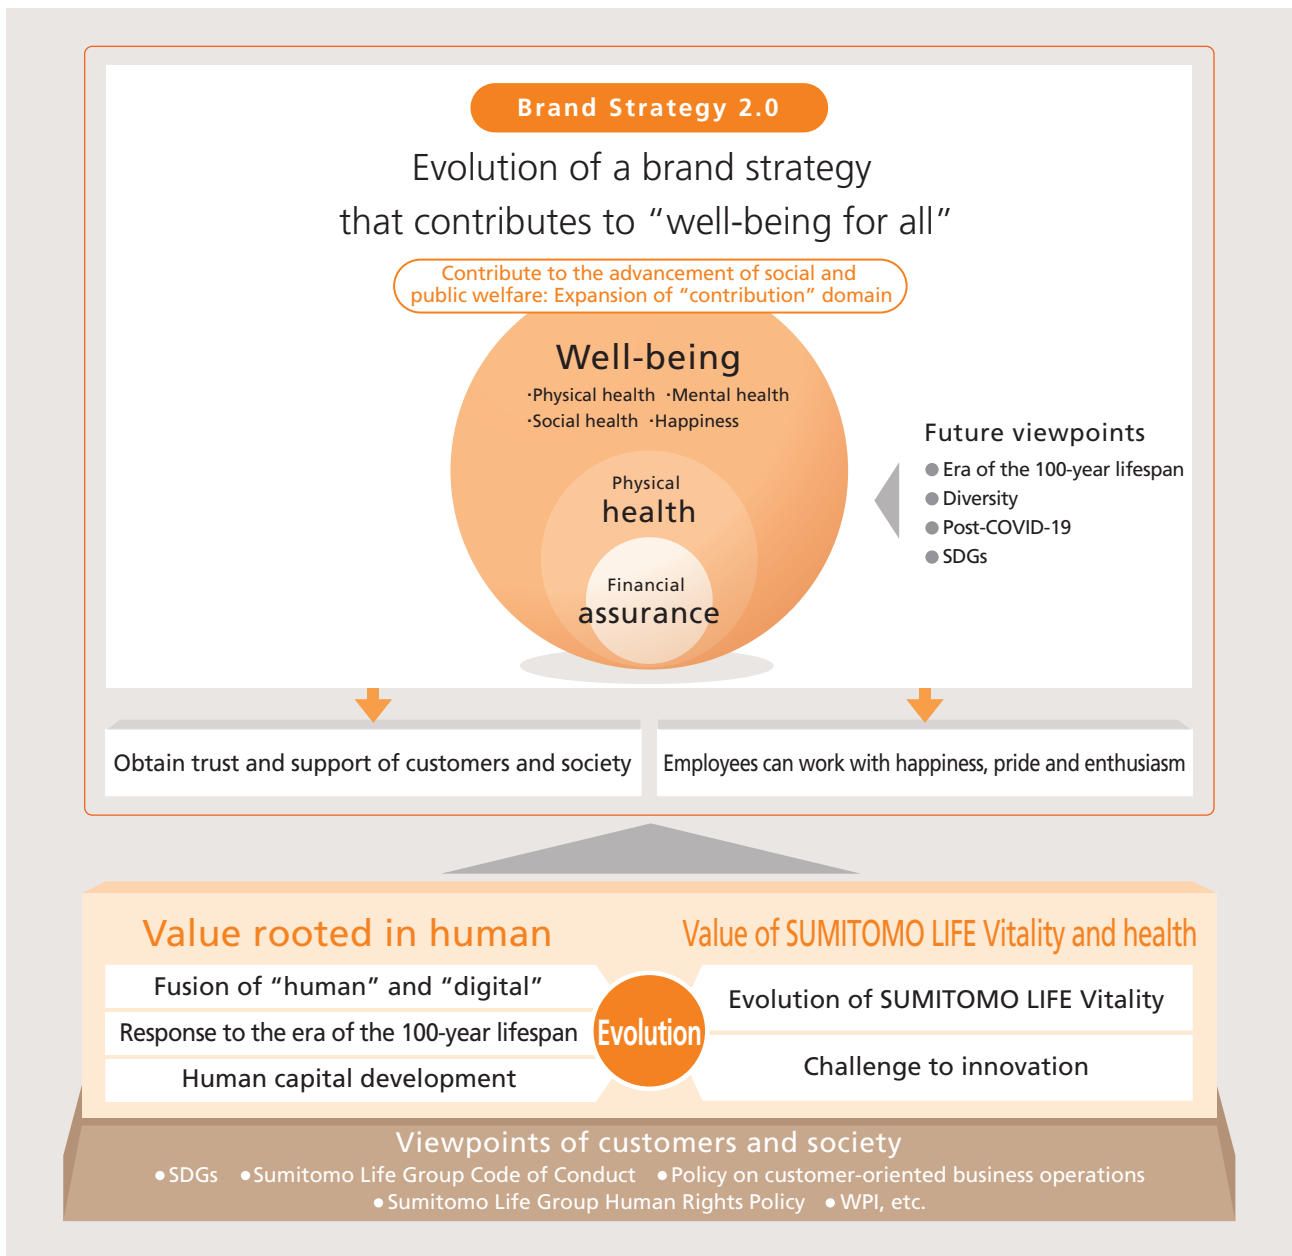 Brand Strategy 2.0
Evolution of a brand strategy
that contributes to “well-being for all”
Contribute to the advancement of social and
public welfare: Expansion of “contribution” domain
Well-being
·Physical health ·Mental health
·Social health ·Happiness
Physical
health
Financial
assurance
Future viewpoints
● Era of the 100-year lifespan
● Diversity
● Post-COVID-19
● SDGs
Obtain trust and support of customers and society
Employees can work with happiness, pride and enthusiasm
Value rooted in human
Fusion of “human” and “digital”
Response to the era of the 100-year lifespan
Human capital development
Evolution
Value of SUMITOMO LIFE Vitality and health
Evolution of SUMITOMO LIFE Vitality
Challenge to innovation
Viewpoints of customers and society
● SDGs ● Sumitomo Life Group Code of Conduct ● Policy on customer-oriented business operations
● Sumitomo Life Group Human Rights Policy ● WPI, etc.